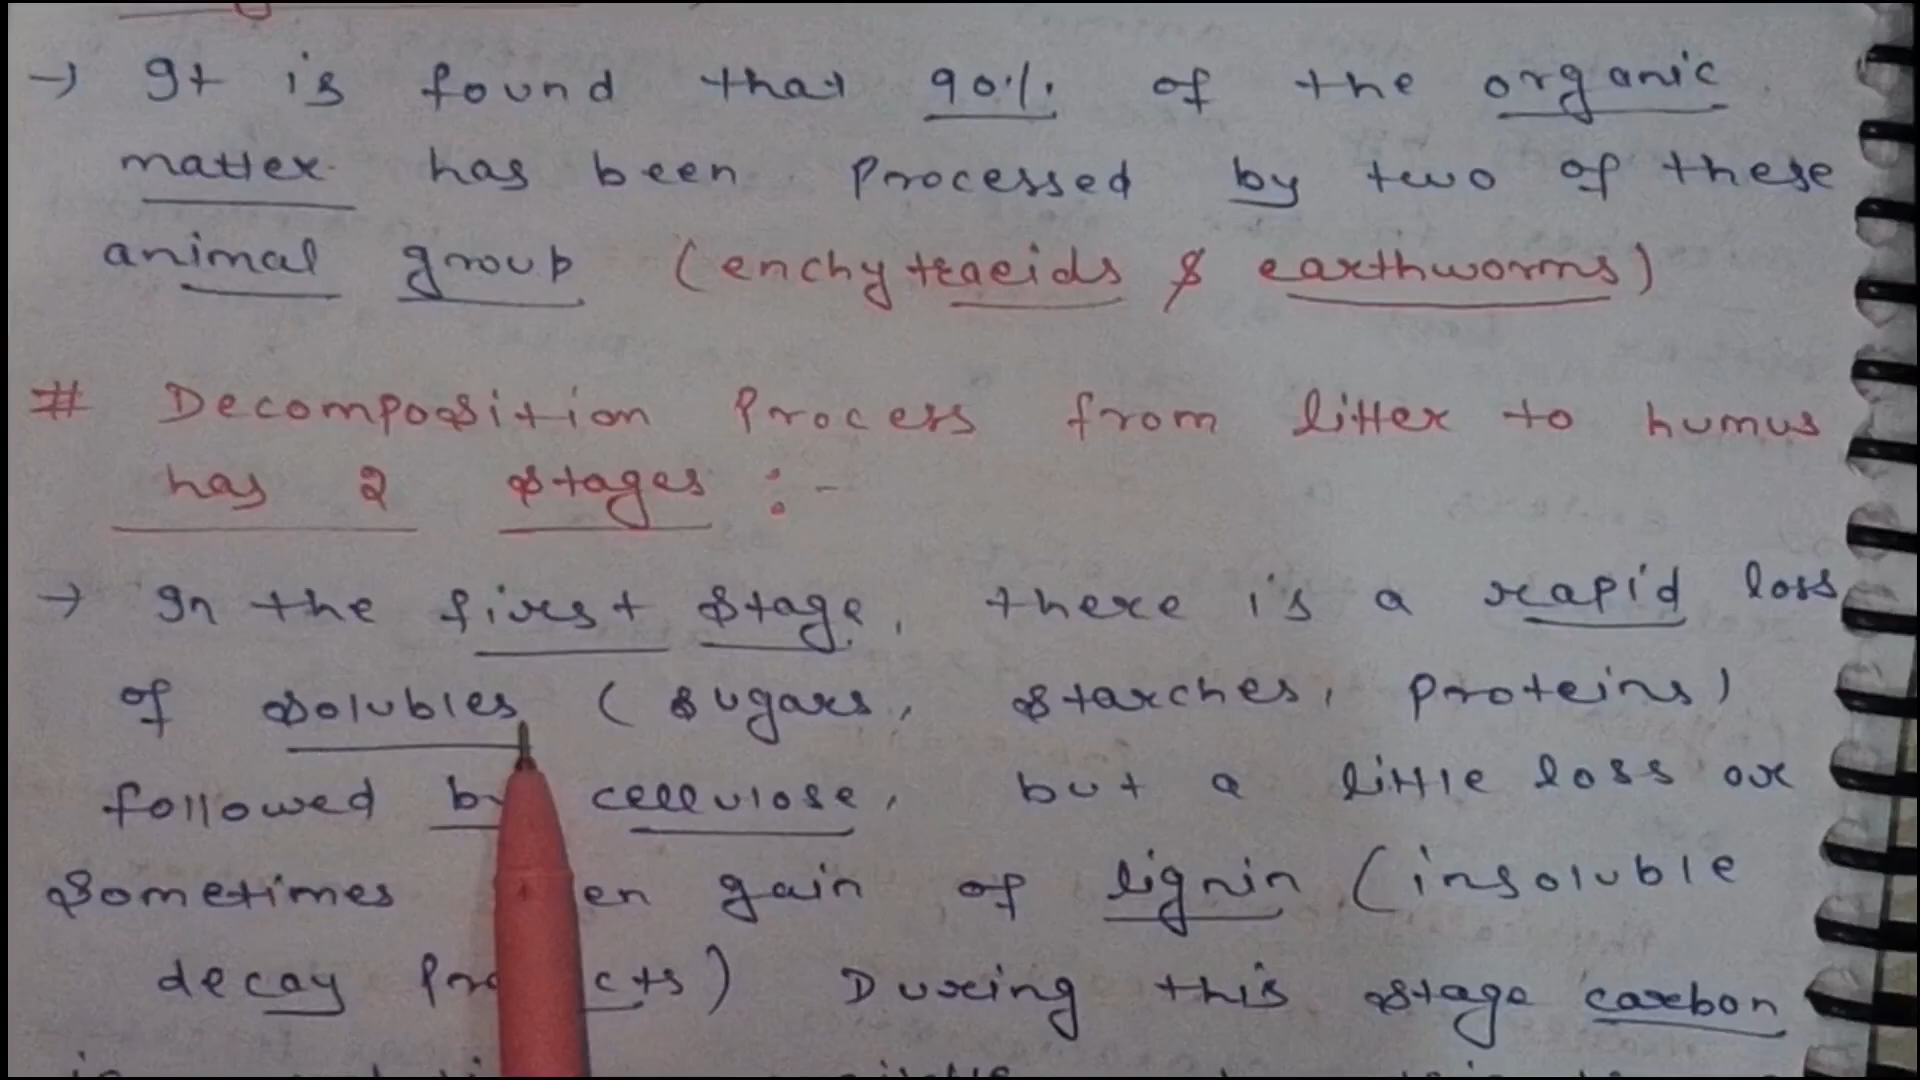 → It is found that 90% of the organic
matter has been processed by two of these
animal group (enchytraeids & earthworms)
# Decomposition Process from litter to humus
has 2 stages :-
→ In the first stage, there is a rapid loss
of solubles (sugars, starches, proteins)
followed cellulose, but a little loss or
sometimes gain of lignin (insoluble
decay ) During this stage carbon